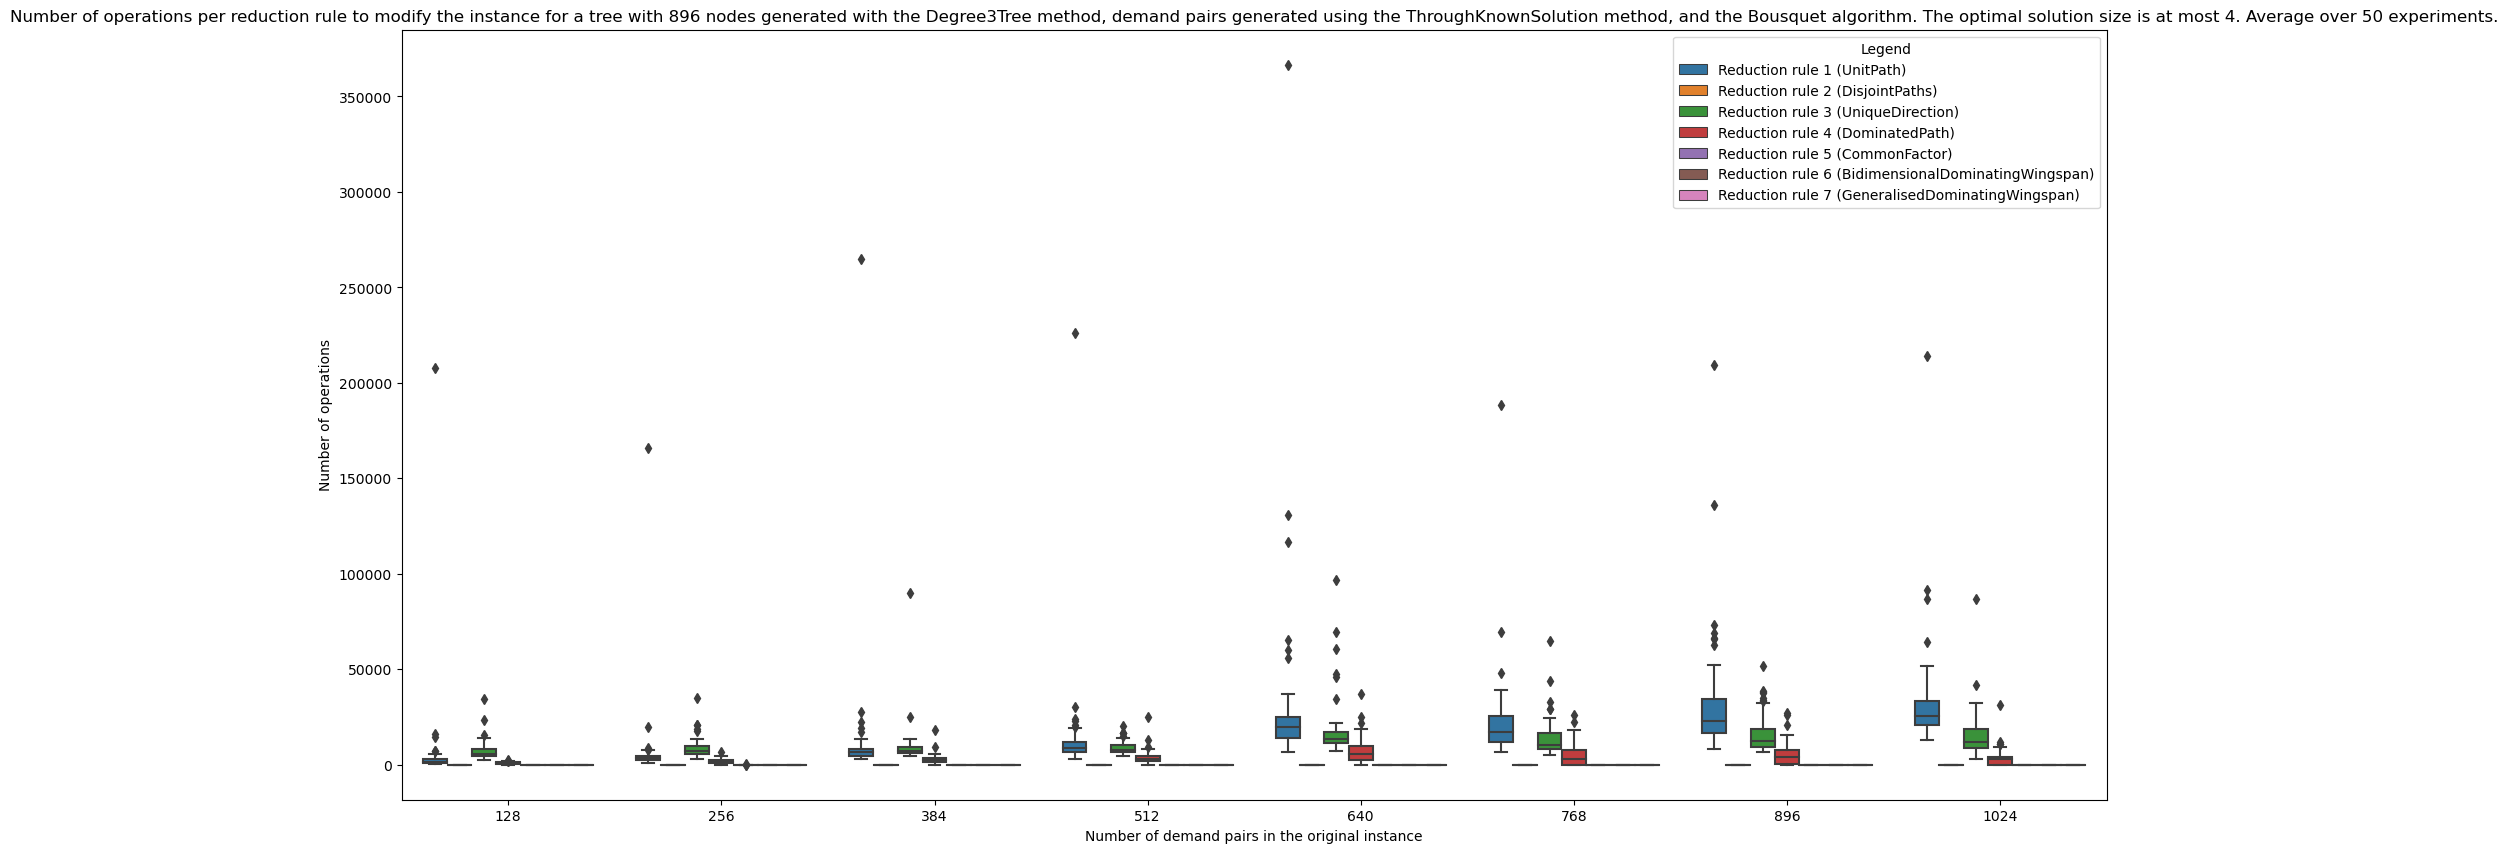 Number of operations per reduction rule to modify the instance for a tree with 896 nodes generated with the Degree3Tree method, demand pairs generated using the ThroughKnownSolution method, and the Bousquet algorithm. The optimal solution size is at most 4. Average over 50 experiments.
Legend
Reduction rule 1 (UnitPath)
Reduction rule 2 (DisjointPaths)
Reduction rule 3 (UniqueDirection)
Reduction rule 4 (DominatedPath)
Reduction rule 5 (CommonFactor)
Reduction rule 6 (BidimensionalDominatingWingspan)
Reduction rule 7 (GeneralisedDominatingWingspan)
Number of operations
350000
300000
250000
200000
150000
100000
50000
0
128 256 384 512 640 768 896 1024
Number of demand pairs in the original instance